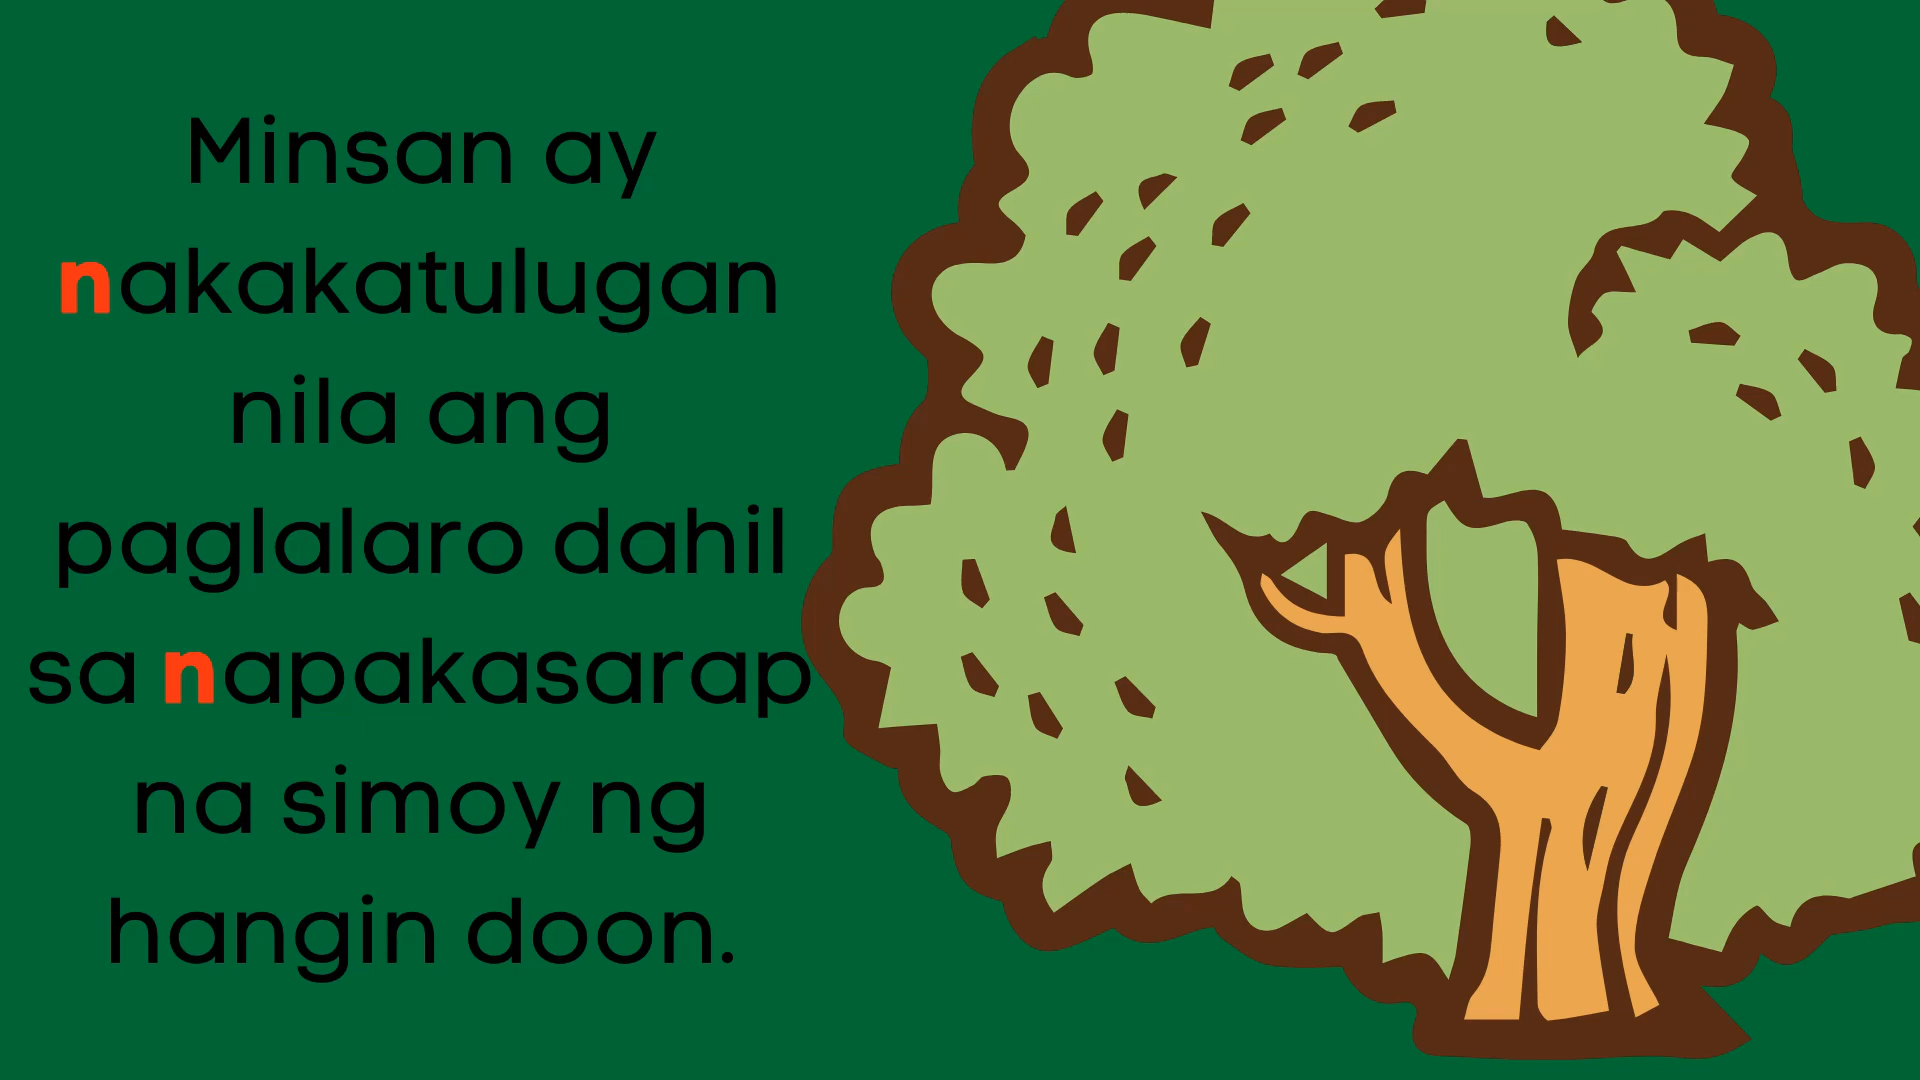 Minsan ay
nakakatulugan
nila ang
paglalaro dahil
sa napakasarap
na simoy ng
hangin doon.